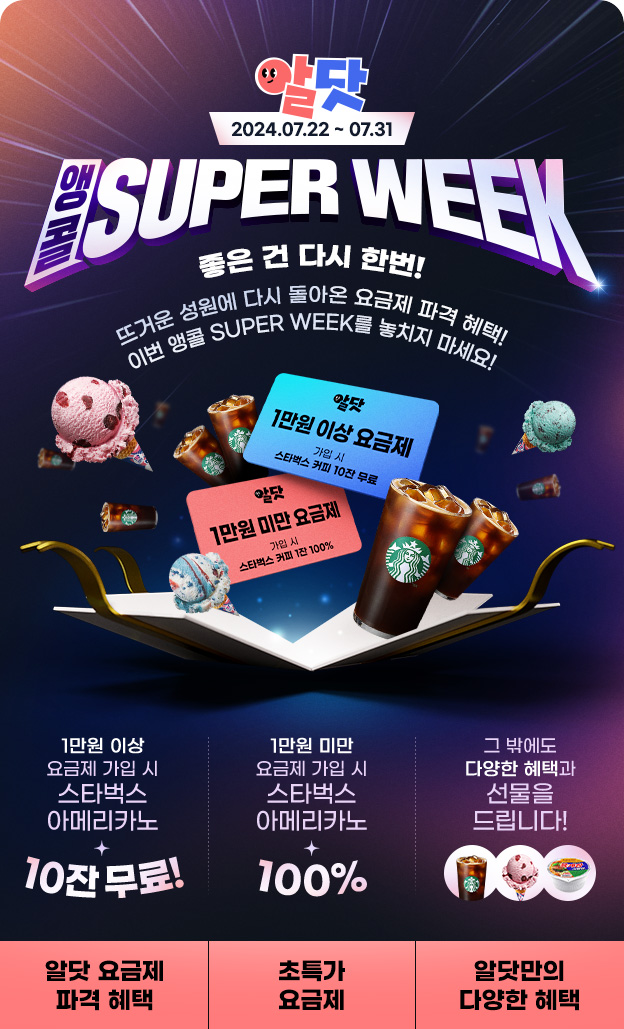 알닷
2024.07.22 ~ 07.31
앵콜
SUPER WEEK
좋은 건 다시 한번!
뜨거운 성원에 다시 돌아온 요금제 파격 혜택!
이번 앵콜 SUPER WEEK를 놓치지 마세요!
알닷
1만원 이상 요금제
가입 시
스타벅스 커피 10잔 무료
알닷
1만원 미만 요금제
가입 시
스타벅스 커피 1잔 100%
1만원 이상
요금제 가입 시
스타벅스
아메리카노
10잔 무료!
1만원 미만
요금제 가입 시
스타벅스
아메리카노
100%
그 밖에도
다양한 혜택과
선물을
드립니다!
알닷 요금제
파격 혜택
초특가
요금제
알닷만의
다양한 혜택